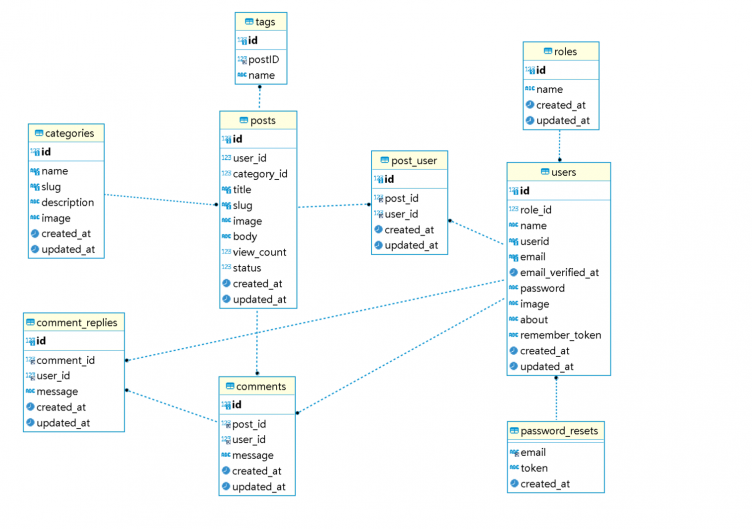 tags
id
postID
name
roles
id
name
created_at
updated_at
categories
id
name
slug
description
image
created_at
updated_at
posts
id
user_id
category_id
title
slug
image
body
view_count
status
created_at
updated_at
post_user
id
post_id
user_id
created_at
updated_at
users
id
role_id
name
userid
email
email_verified_at
password
image
about
remember_token
created_at
updated_at
comment_replies
id
comment_id
user_id
message
created_at
updated_at
comments
id
post_id
user_id
message
created_at
updated_at
password_resets
email
token
created_at